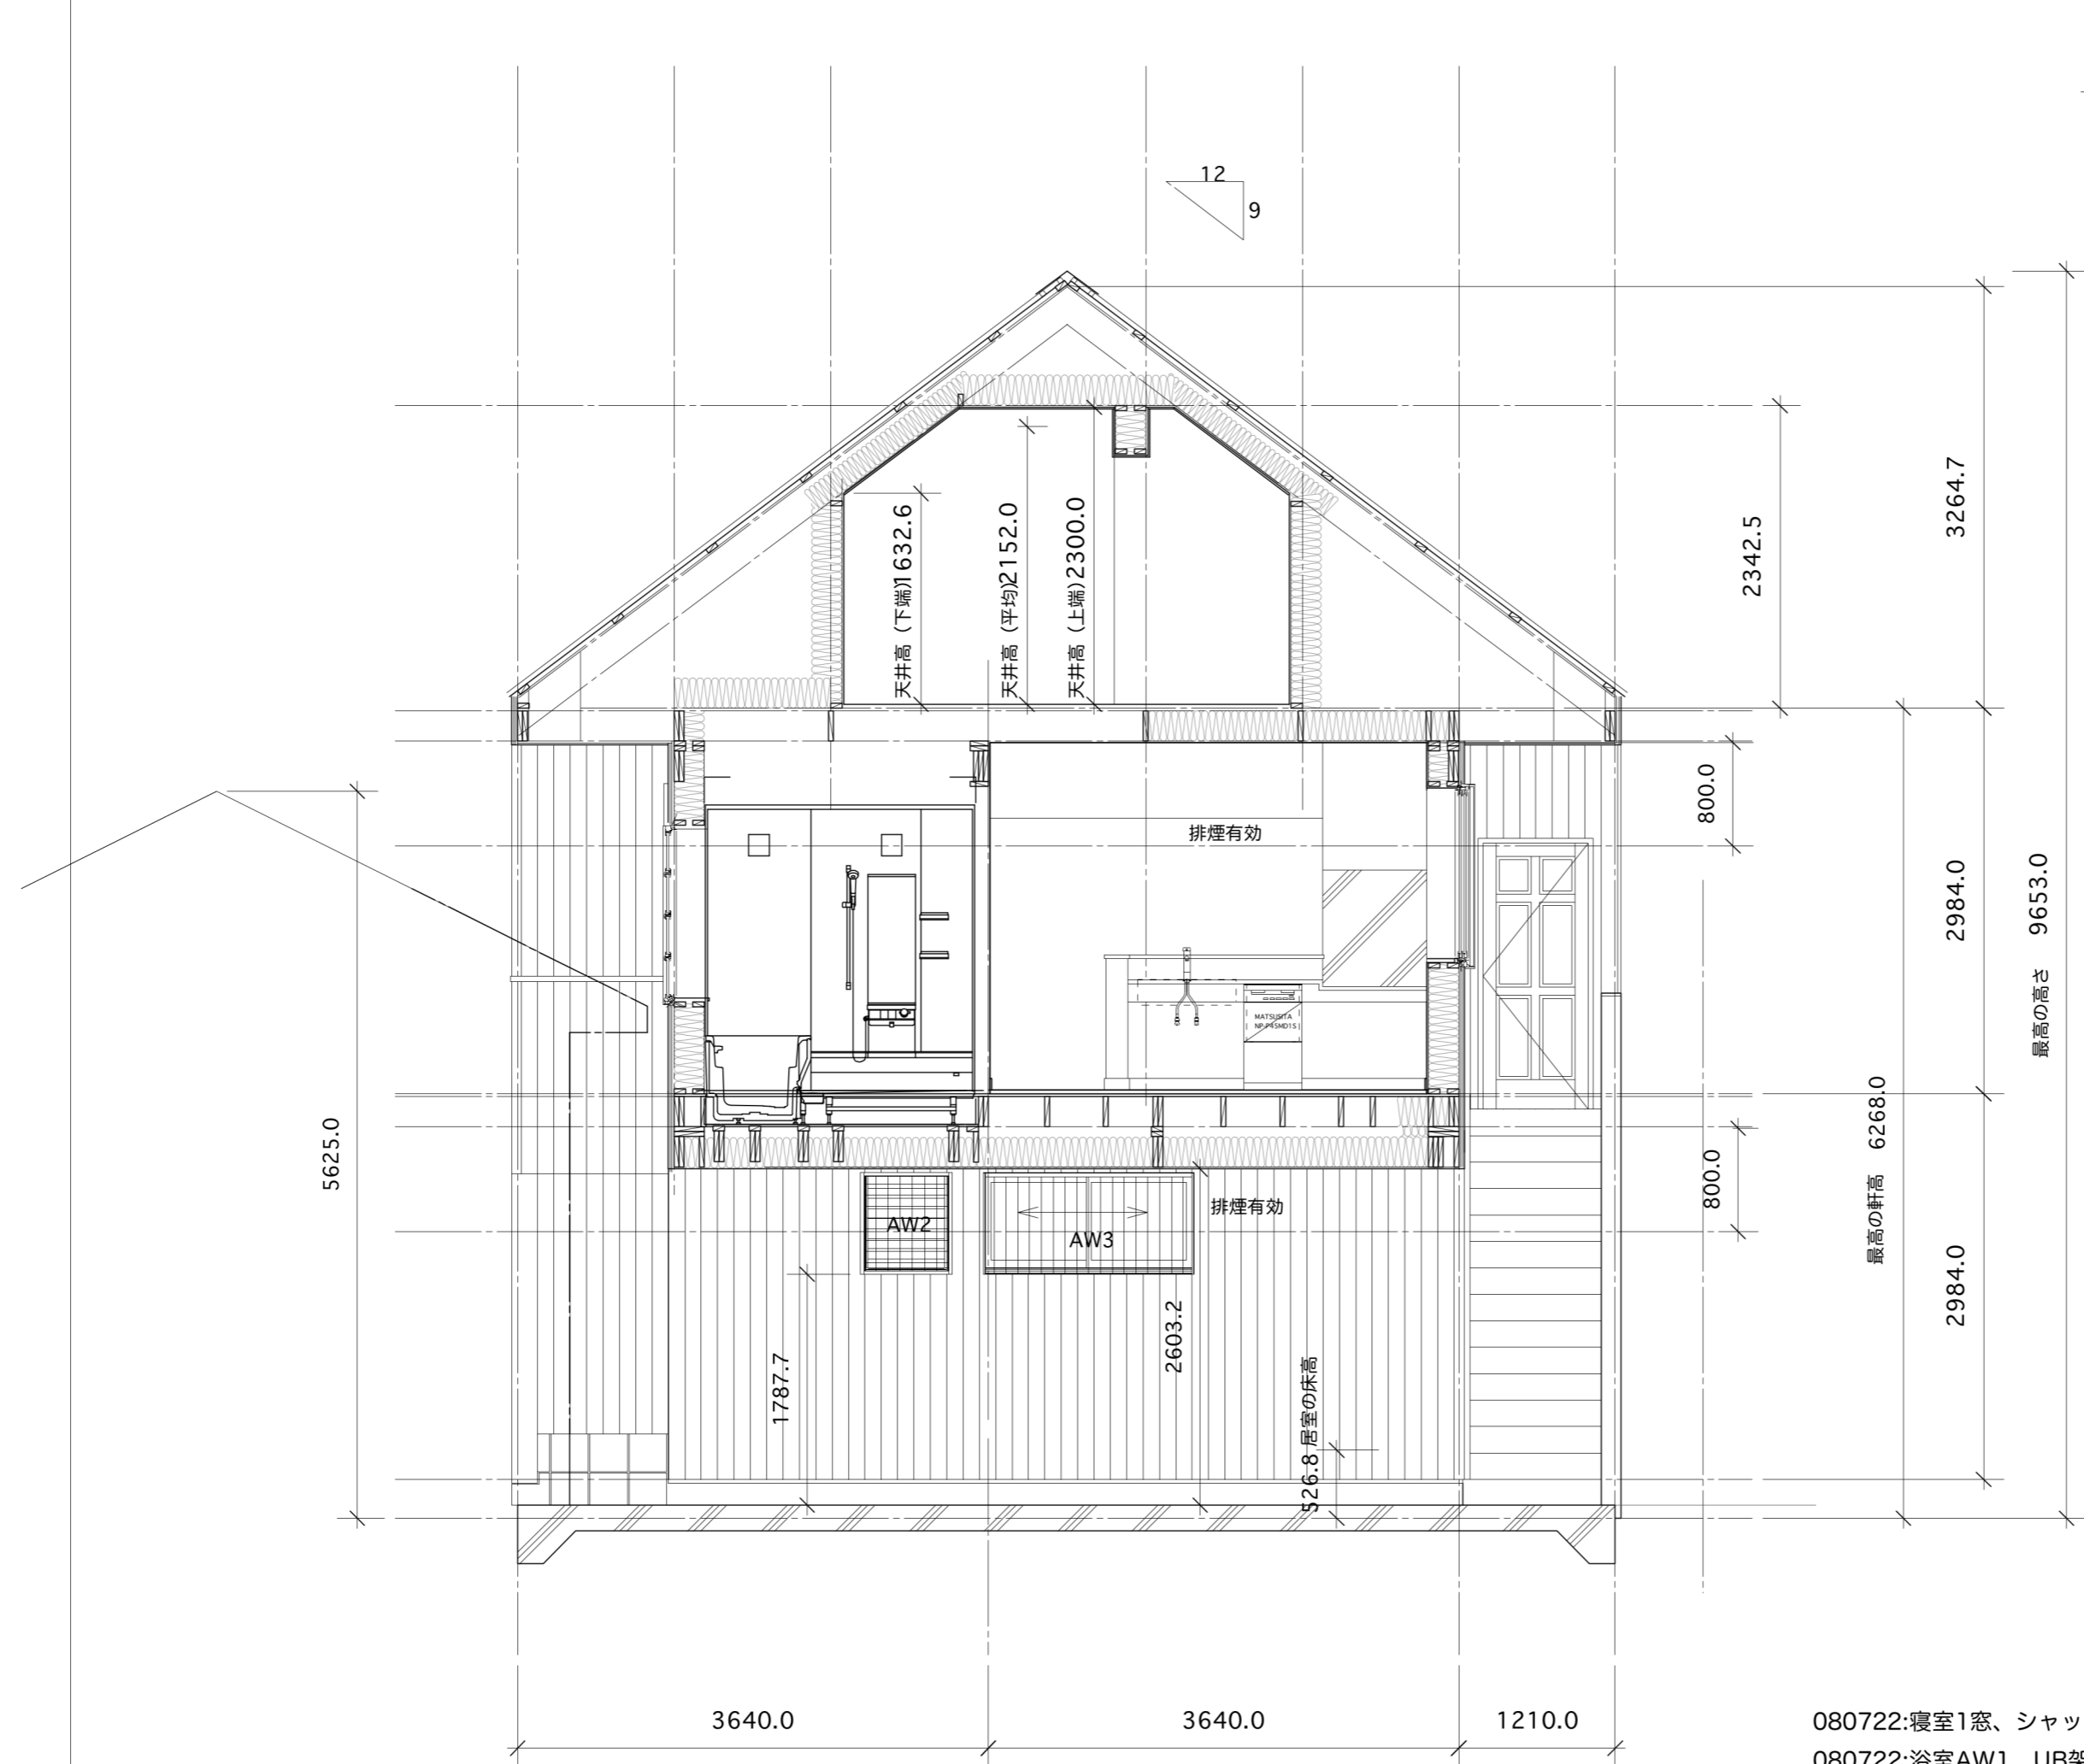 12
9
3264.7
2342.5
天井高(下端)1632.6
天井高(平均)2152.0
天井高(上端)2300.0
800.0
排煙有効
2984.0
最高の高さ 9653.0
MATSUSITA
NP-P45MD1S
5625.0
最高の軒高 6268.0
800.0
排煙有効
AW2
AW3
2984.0
1787.7
2603.2
526.8 居室の床高
3640.0
3640.0
1210.0
080722:寝室1窓、シャッ
080722:浴室AW1、UB架